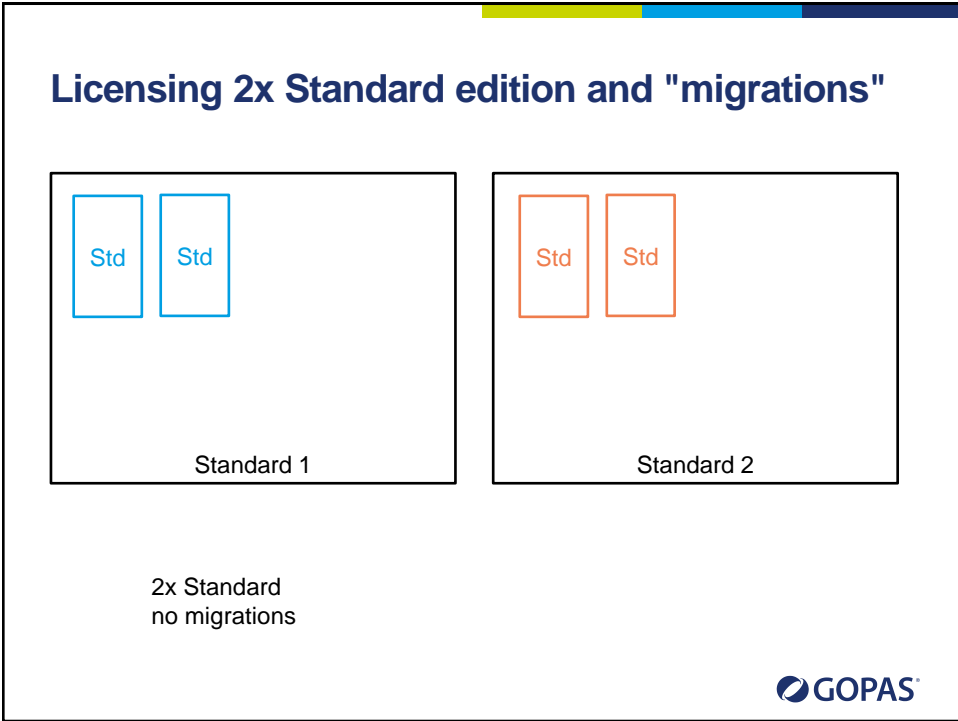 Licensing 2x Standard edition and "migrations"
Std Std
Std Std
Standard 1
Standard 2
2x Standard
no migrations
GOPAS